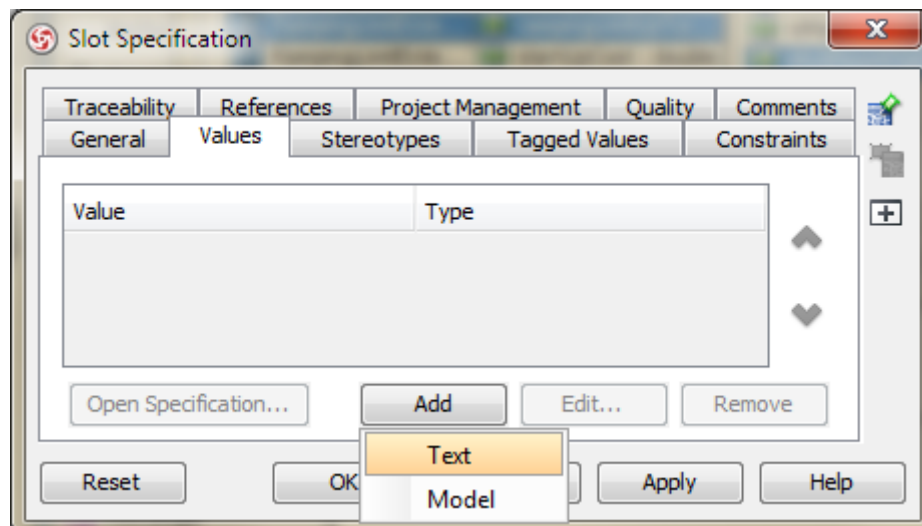 Slot Specification
Traceability References Project Management Quality Comments
General Values Stereotypes Tagged Values Constraints
Value Type
Open Specification... Add Edit... Remove
Text
Reset OK Apply Help
Model